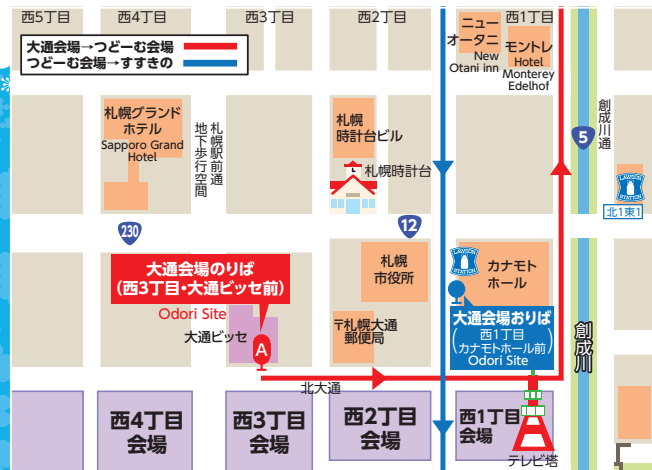 西5丁目
西4丁目
西3丁目
西2丁目
西1丁目
大通会場→つどーむ会場
つどーむ会場→すすきの
ニュー
オータニ
New
Otani inn
モントレ
Hotel
Monterey
Edelhof
札幌グランド
ホテル
Sapporo Grand
Hotel
札幌駅前通
地下歩行空間
札幌
時計台ビル
札幌時計台
創成川通
5
LAWSON
STATION
北1東1
230
12
大通会場のりば
(西3丁目・大通ビッセ前)
Odori Site
大通ビッセ
A
札幌
市役所
〒札幌大通
郵便局
LAWSON
STATION
カナモト
ホール
大通会場おりば
(西1丁目
カナモトホール前)
Odori Site
創成川
北大通
西4丁目
会場
西3丁目
会場
西2丁目
会場
西1丁目
会場
テレビ塔